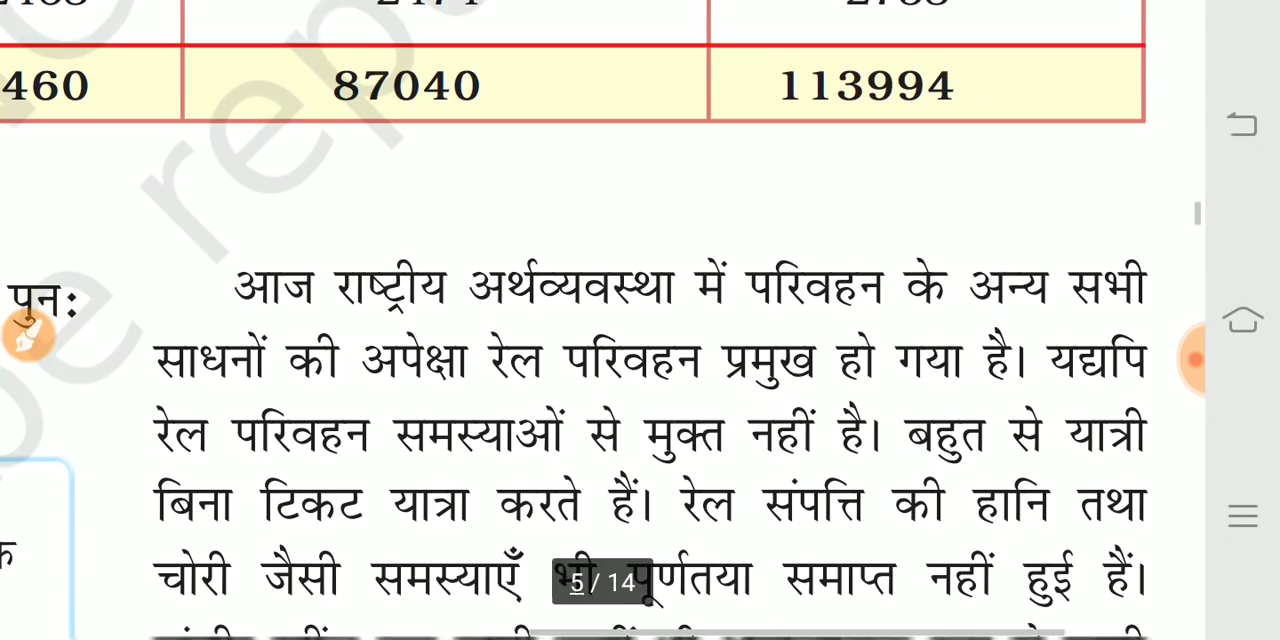 460 87040 113994
पुनः
आज राष्ट्रीय अर्थव्यवस्था में परिवहन के अन्य सभी
साधनों की अपेक्षा रेल परिवहन प्रमुख हो गया है। यद्यपि
रेल परिवहन समस्याओं से मुक्त नहीं है। बहुत से यात्री
बिना टिकट यात्रा करते हैं। रेल संपत्ति की हानि तथा
चोरी जैसी समस्याएँ भी पूर्णतया समाप्त नहीं हुई हैं।
5 / 14